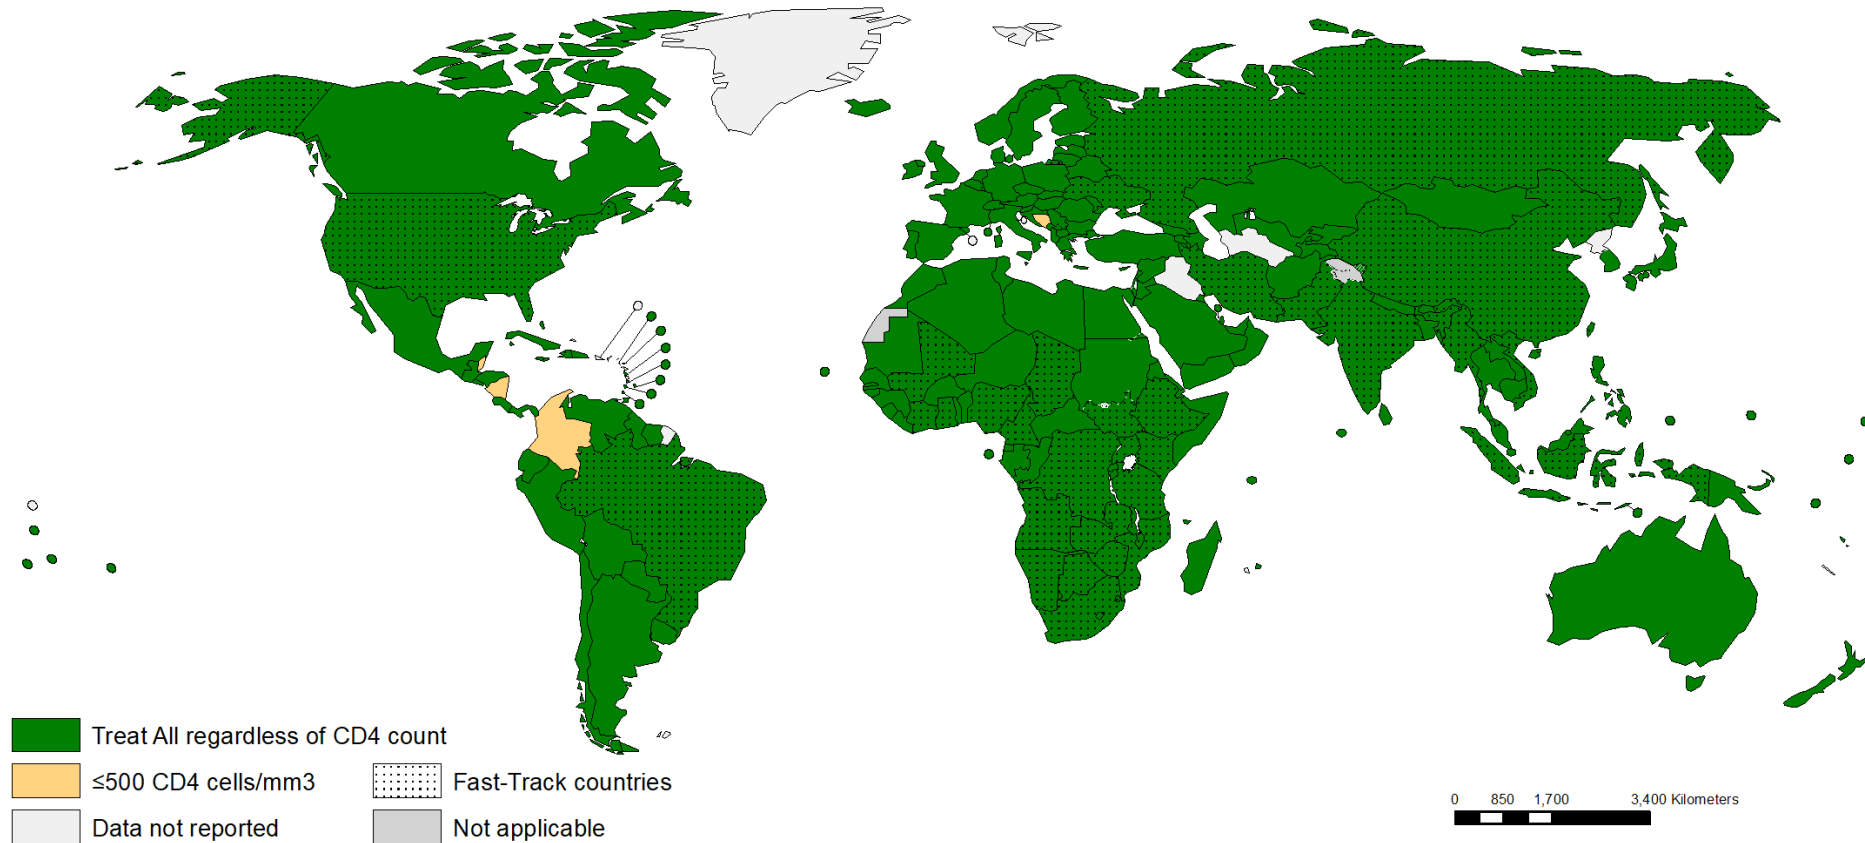 Treat All regardless of CD4 count
≤500 CD4 cells/mm3
Fast-Track countries
Data not reported
Not applicable
0 850 1,700 3,400 Kilometers